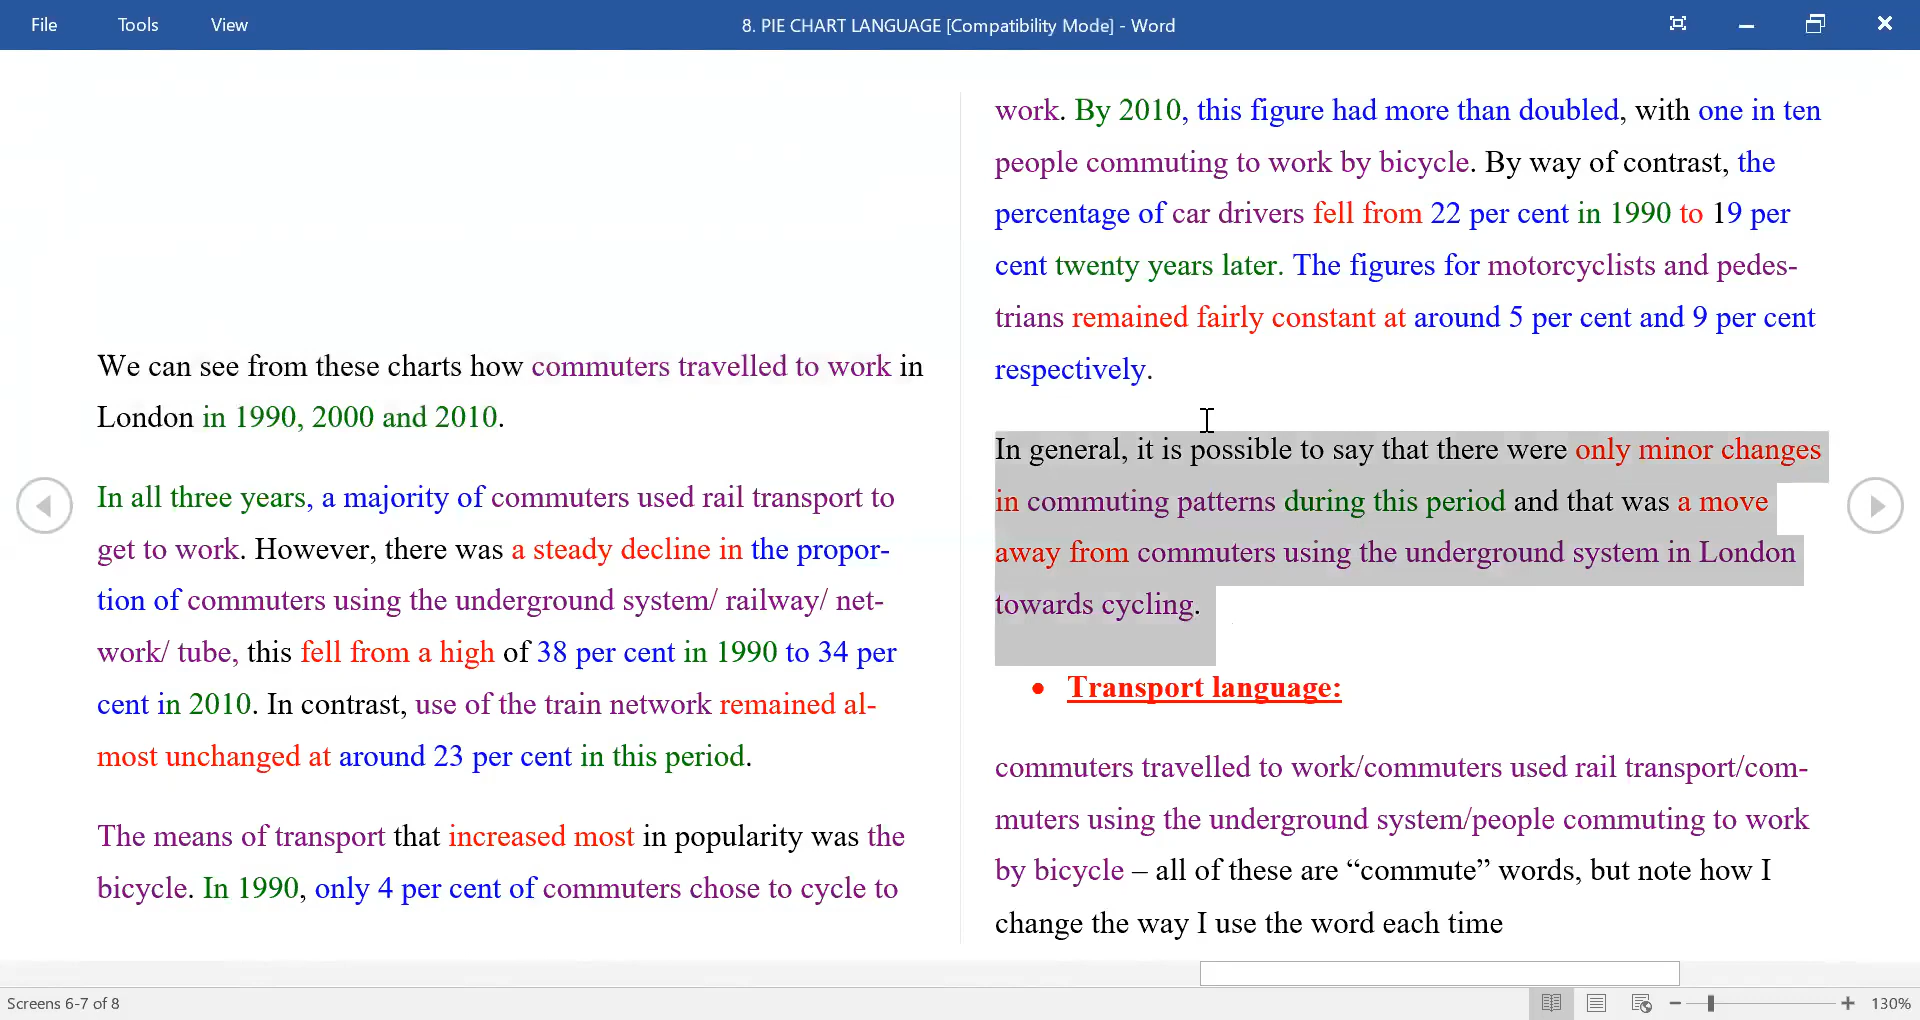 File Tools View 8. PIE CHART LANGUAGE [Compatibility Mode] - Word
We can see from these charts how commuters travelled to work in
London in 1990, 2000 and 2010.
In all three years, a majority of commuters used rail transport to
get to work. However, there was a steady decline in the propor-
tion of commuters using the underground system/ railway/ net-
work/ tube, this fell from a high of 38 per cent in 1990 to 34 per
cent in 2010. In contrast, use of the train network remained al-
most unchanged at around 23 per cent in this period.
The means of transport that increased most in popularity was the
bicycle. In 1990, only 4 per cent of commuters chose to cycle to
work. By 2010, this figure had more than doubled, with one in ten
people commuting to work by bicycle. By way of contrast, the
percentage of car drivers fell from 22 per cent in 1990 to 19 per
cent twenty years later. The figures for motorcyclists and pedes-
trians remained fairly constant at around 5 per cent and 9 per cent
respectively.
In general, it is possible to say that there were only minor changes
in commuting patterns during this period and that was a move
away from commuters using the underground system in London
towards cycling.
• Transport language:
commuters travelled to work/commuters used rail transport/com-
muters using the underground system/people commuting to work
by bicycle – all of these are “commute” words, but note how I
change the way I use the word each time
Screens 6-7 of 8 130%